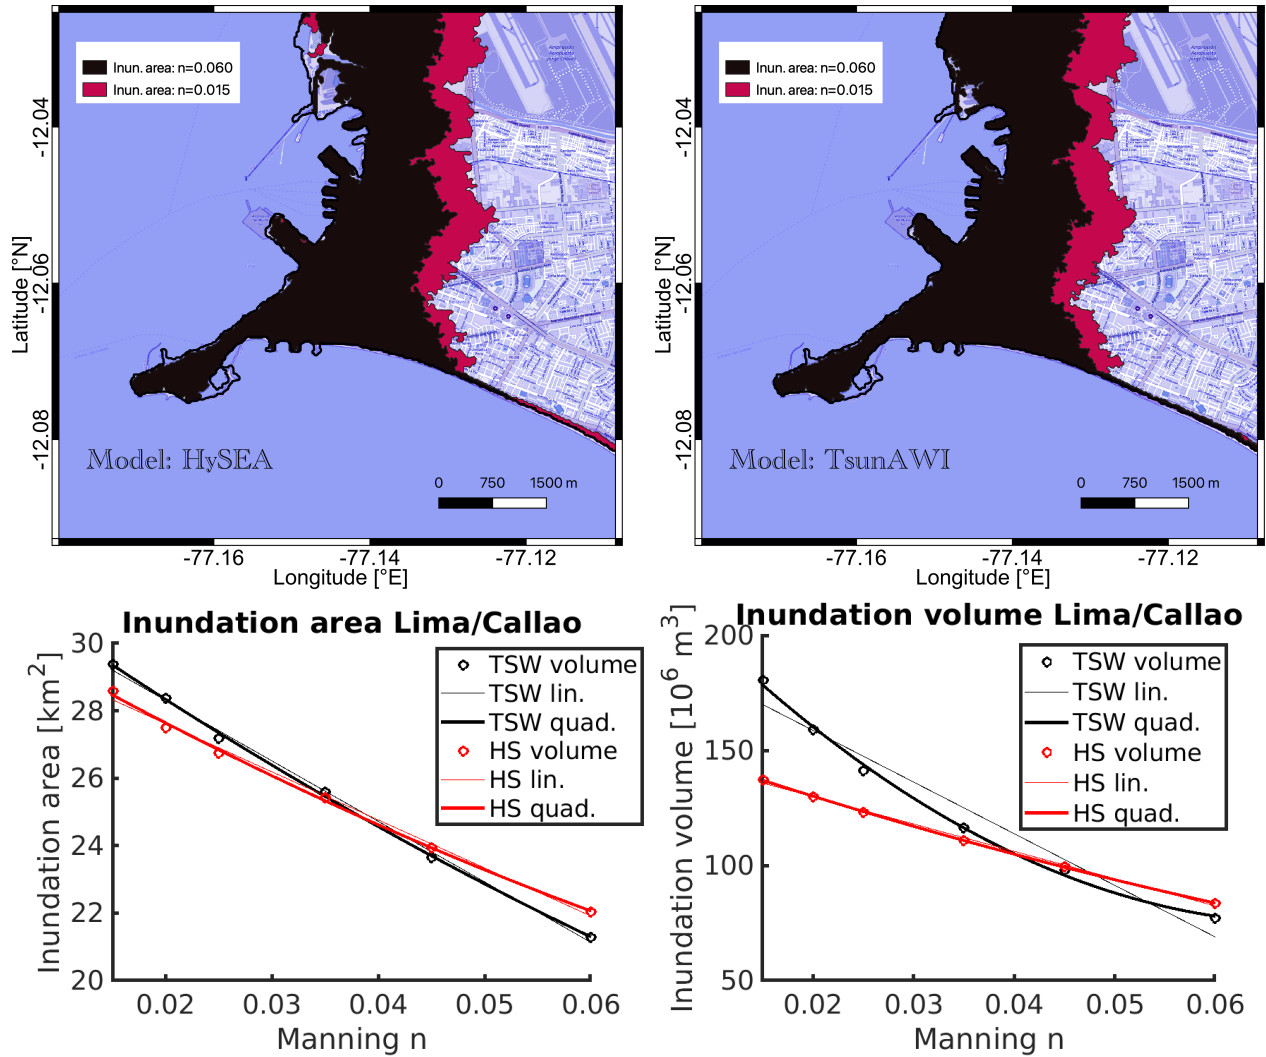 Inun. area: n=0.060
Inun. area: n=0.015
-12.04
-12.06
-12.08
Latitude [°N]
Model: HySEA
0 750 1500 m
-77.16 -77.14 -77.12
Longitude [°E]
Inun. area: n=0.060
Inun. area: n=0.015
-12.04
-12.06
-12.08
Latitude [°N]
Model: TsunAWI
0 750 1500 m
-77.16 -77.14 -77.12
Longitude [°E]
Inundation area Lima/Callao
30
28
26
24
22
20
Inundation area [km²]
TSW volume
TSW lin.
TSW quad.
HS volume
HS lin.
HS quad.
0.02 0.03 0.04 0.05 0.06
Manning n
Inundation volume Lima/Callao
200
150
100
50
Inundation volume [10⁶ m³]
TSW volume
TSW lin.
TSW quad.
HS volume
HS lin.
HS quad.
0.02 0.03 0.04 0.05 0.06
Manning n